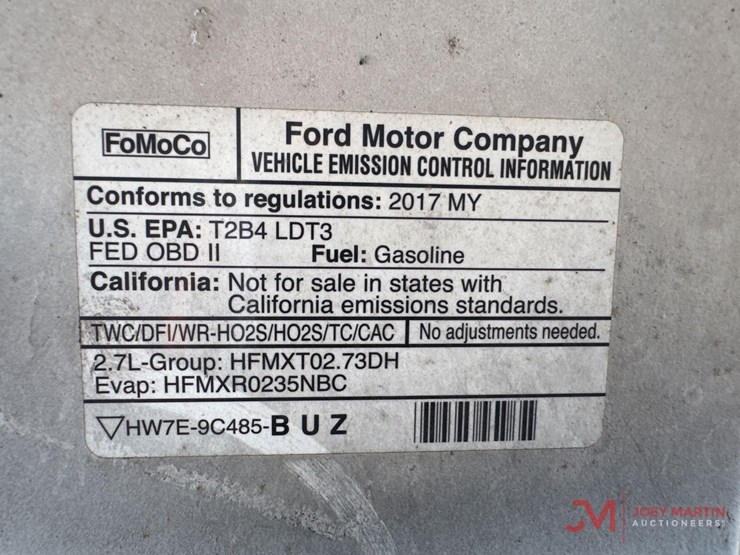 FoMoCo
Ford Motor Company
VEHICLE EMISSION CONTROL INFORMATION
Conforms to regulations: 2017 MY
U.S. EPA: T2B4 LDT3
FED OBD II Fuel: Gasoline
California: Not for sale in states with
California emissions standards.
TWC/DFI/WR-HO2S/HO2S/TC/CAC No adjustments needed.
2.7L-Group: HFMXT02.73DH
Evap: HFMXR0235NBC
HW7E-9C485-B U Z
JM JOEY MARTIN
AUCTIONEERS